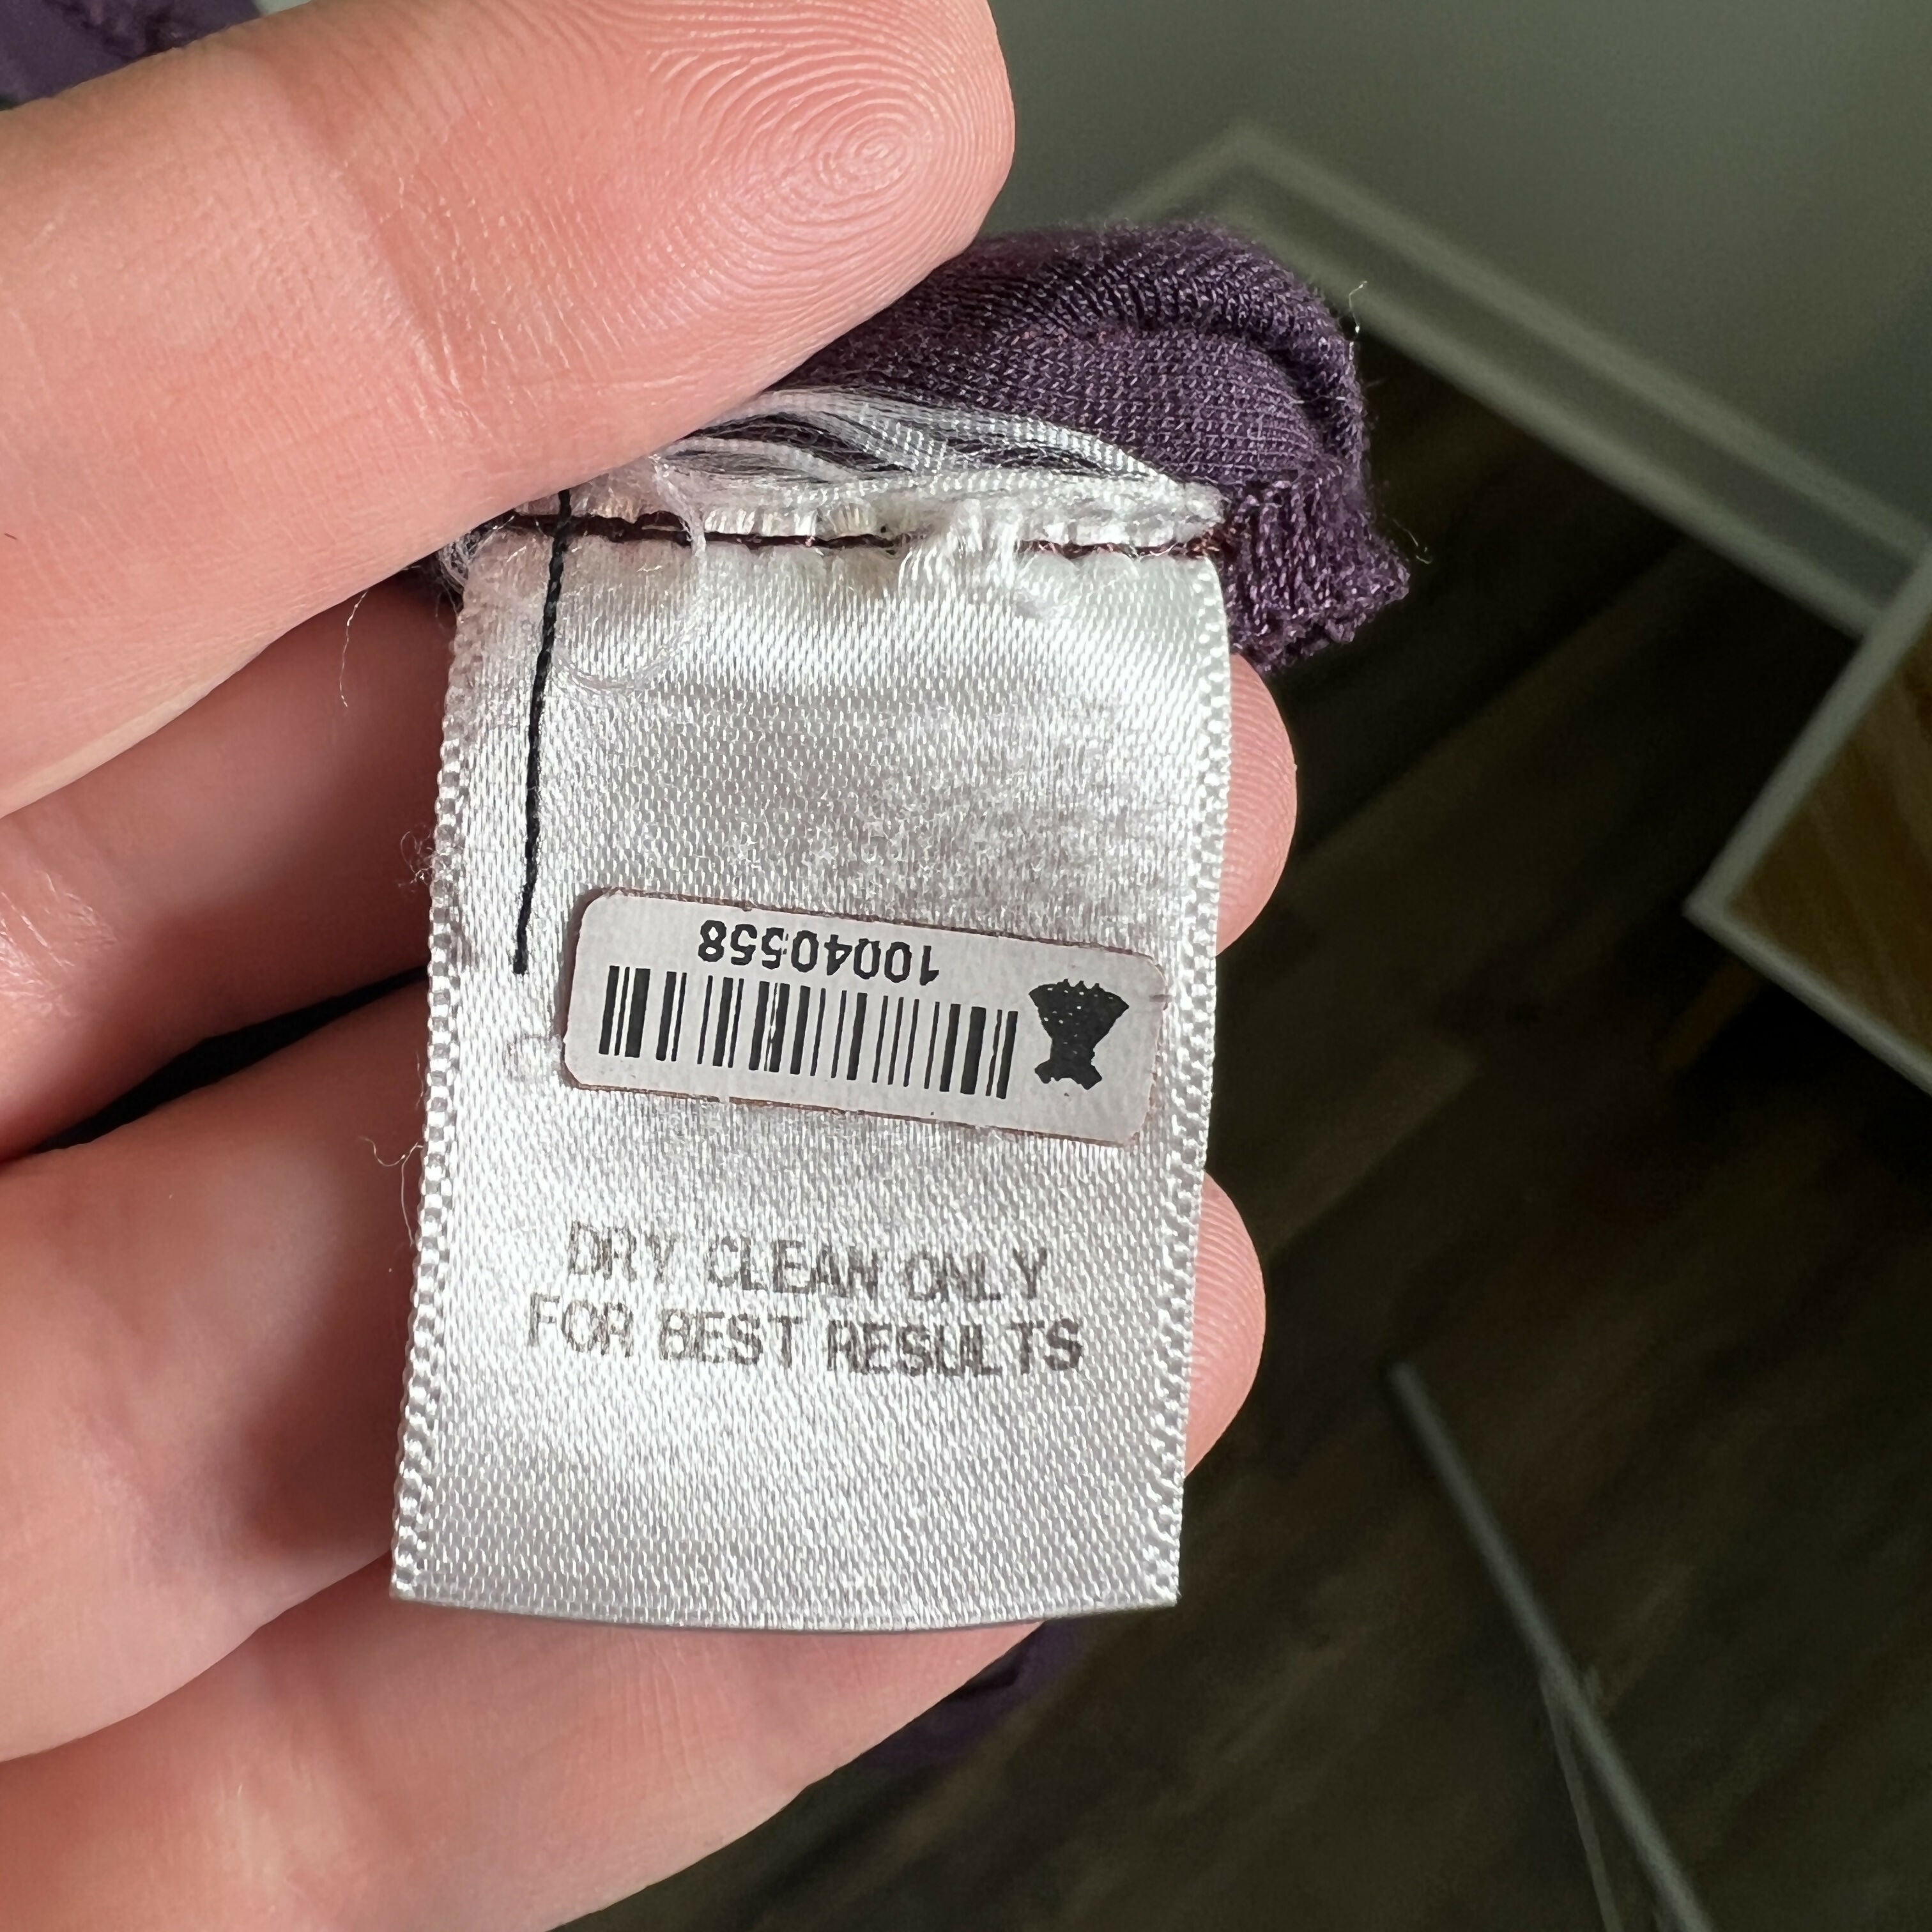 10040558
DRY CLEAN ONLY
FOR BEST RESULTS